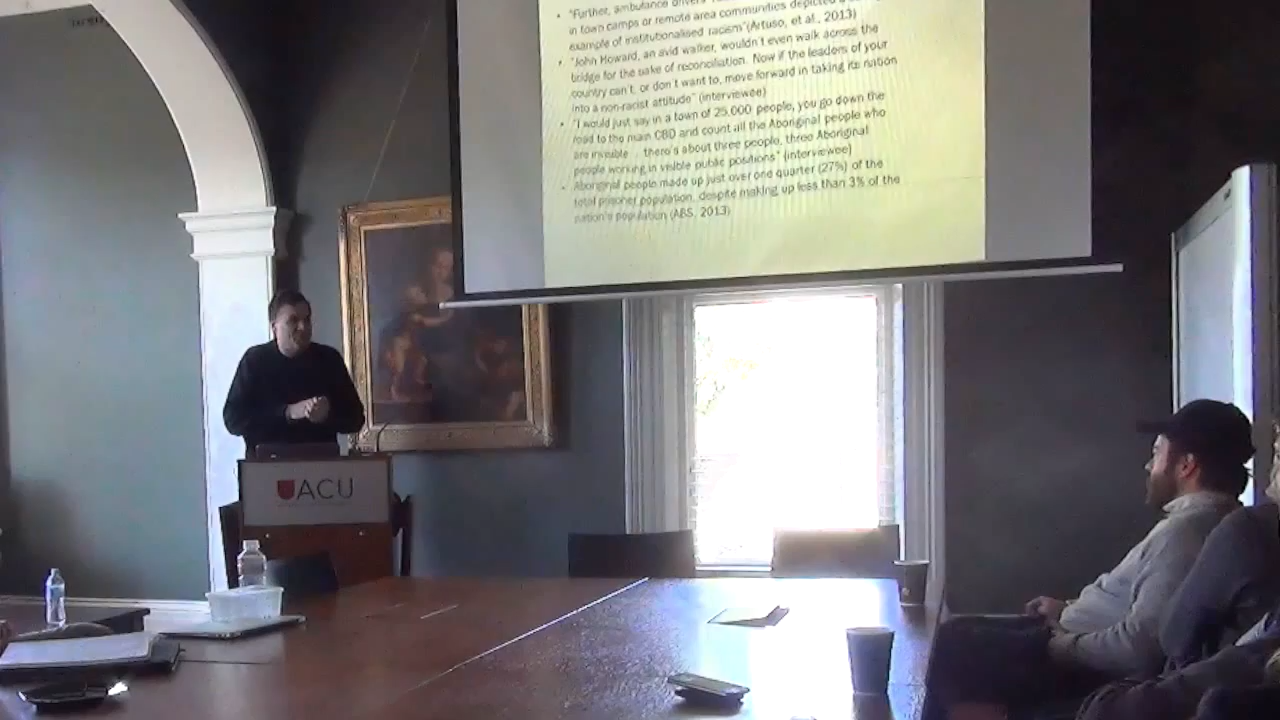 • "Further, ambulance drivers'
in town camps or remote area communities depicted a
example of institutionalised racism"(Artuso, et al., 2013)
• "John Howard, an avid walker, wouldn't even walk across the
bridge for the sake of reconciliation. Now if the leaders of your
country can't, or don't want to, move forward in taking its nation
into a non-racist attitude" (interviewee)
• "I would just say in a town of 25,000 people, you go down the
road to the main CBD and count all the Aboriginal people who
are invisible there's about three people, three Aboriginal
people working in visible public positions" (interviewee)
• Aboriginal people made up just over one quarter (27%) of the
total prisoner population, despite making up less than 3% of the
nation's population (ABS, 2013)
ACU